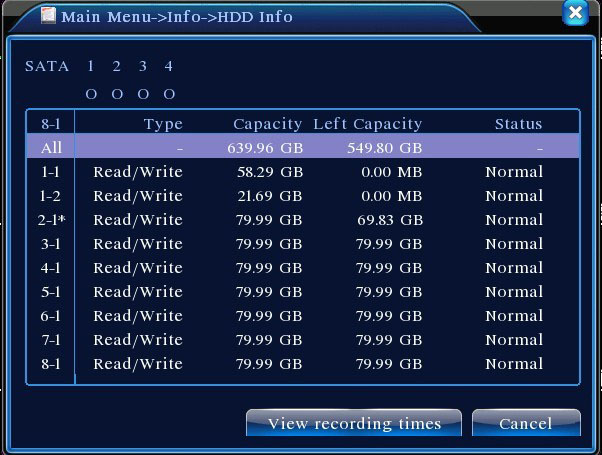 Main Menu->Info->HDD Info
SATA 1 2 3 4
O O O O
8-1 Type Capacity Left Capacity Status
All - 639.96 GB 549.80 GB -
1-1 Read/Write 58.29 GB 0.00 MB Normal
1-2 Read/Write 21.69 GB 0.00 MB Normal
2-1* Read/Write 79.99 GB 69.83 GB Normal
3-1 Read/Write 79.99 GB 79.99 GB Normal
4-1 Read/Write 79.99 GB 79.99 GB Normal
5-1 Read/Write 79.99 GB 79.99 GB Normal
6-1 Read/Write 79.99 GB 79.99 GB Normal
7-1 Read/Write 79.99 GB 79.99 GB Normal
8-1 Read/Write 79.99 GB 79.99 GB Normal
View recording times Cancel